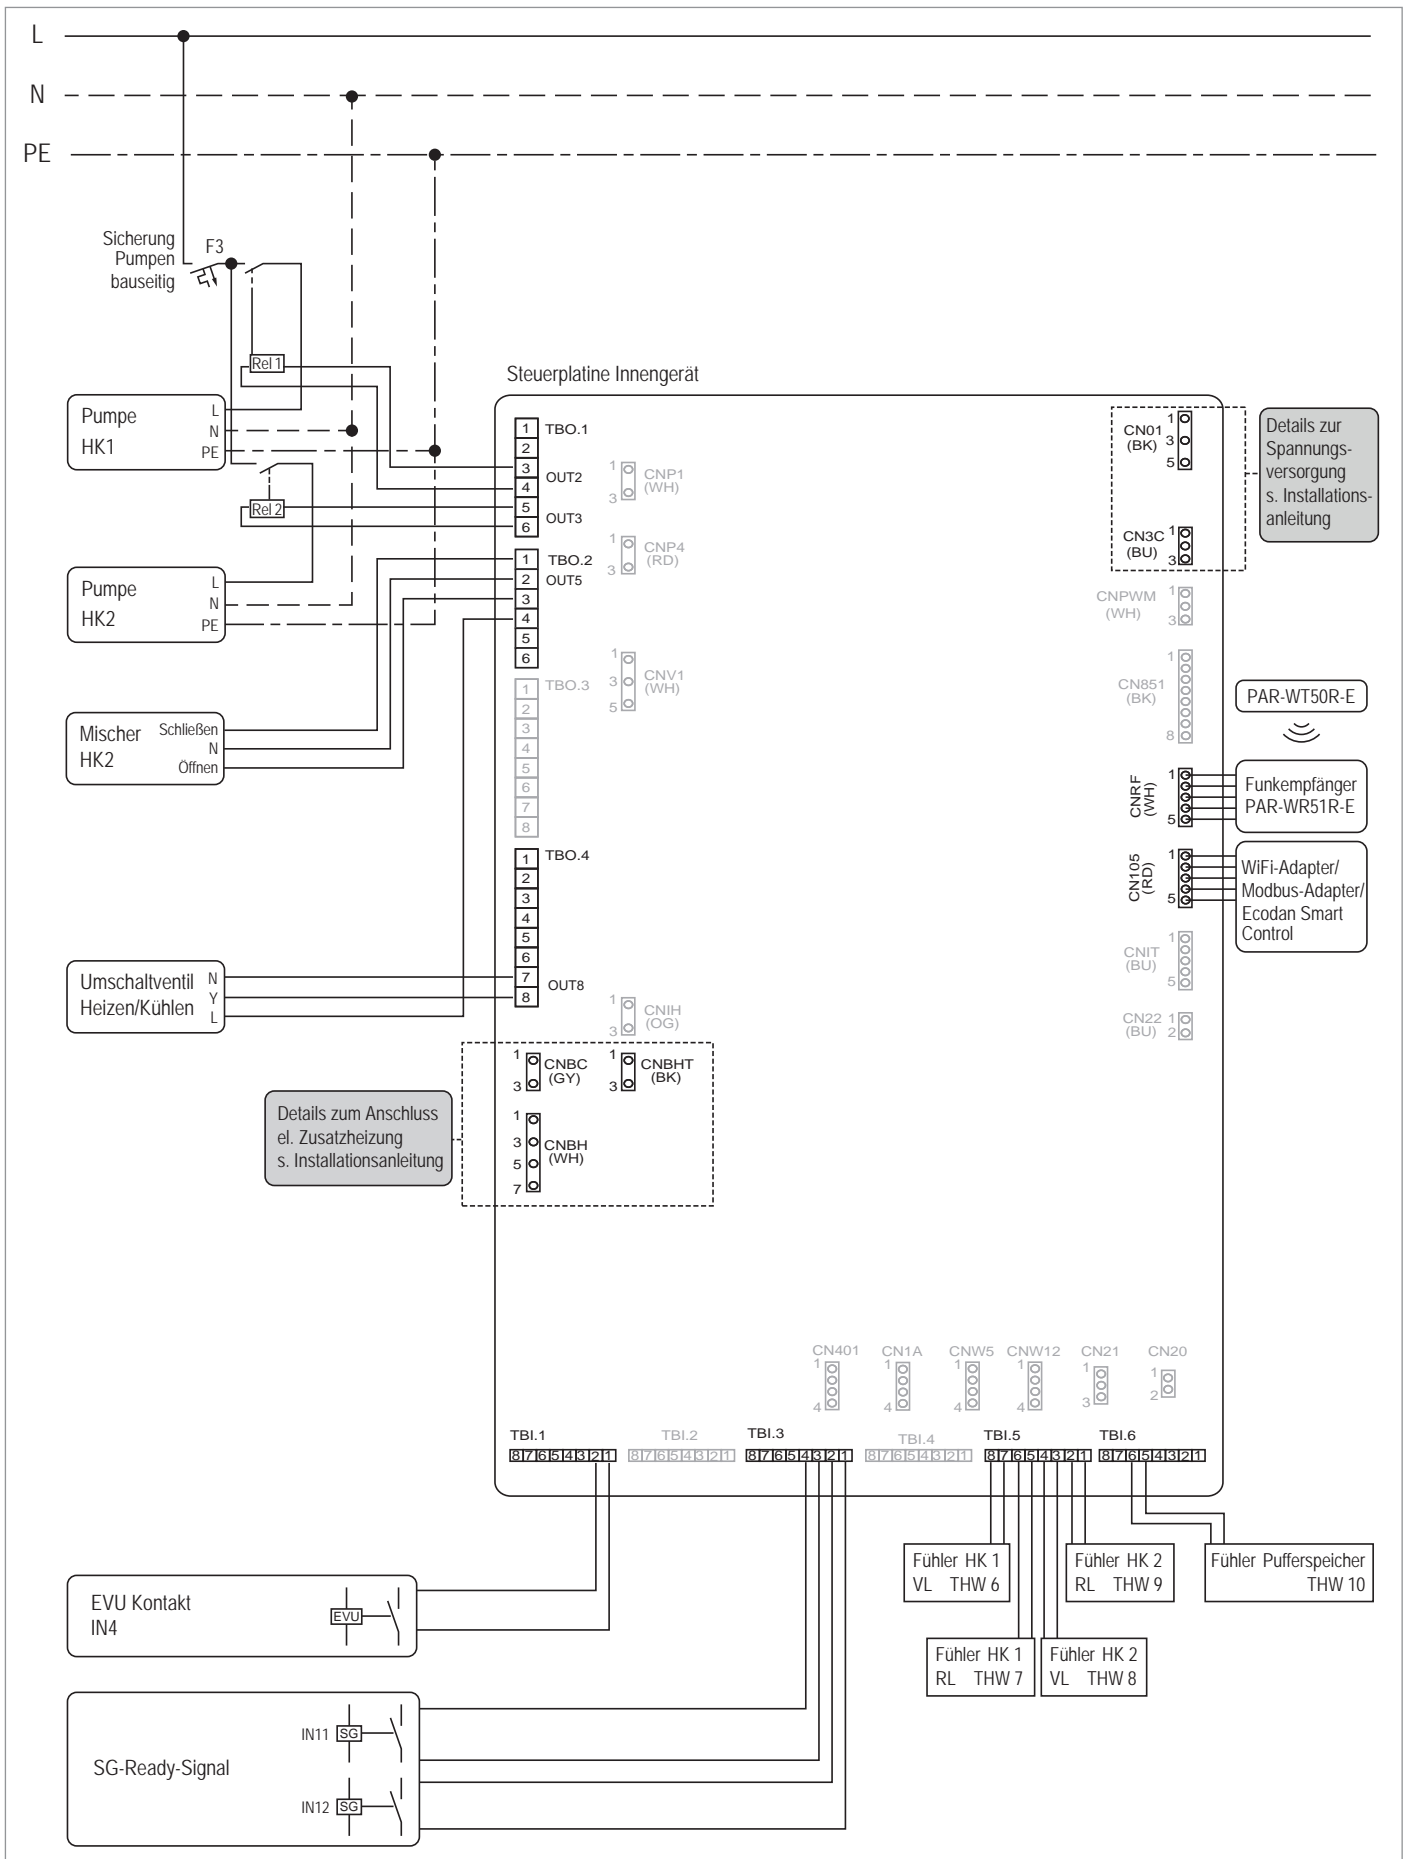 L
N
PE
Sicherung
Pumpen
bauseitig
F3
Rel 1
Pumpe
HK1
L
N
PE
Rel 2
Pumpe
HK2
L
N
PE
Mischer
HK2
Schließen
N
Öffnen
Umschaltventil
Heizen/Kühlen
N
Y
L
Steuerplatine Innengerät
1 TBO.1
2
3
OUT2
4
5
OUT3
6
1 TBO.2
2 OUT5
3
4
5
6
1 TBO.3
2
3
4
5
6
7
8
1 TBO.4
2
3
4
5
6
7
OUT8
8
1
3
CNP1
(WH)
1
3
CNP4
(RD)
1
3
5
CNV1
(WH)
1
3
CNIH
(OG)
1
3
CNBC
(GY)
1
3
CNBHT
(BK)
1
3
5
7
CNBH
(WH)
Details zum Anschluss
el. Zusatzheizung
s. Installationsanleitung
CN01
(BK)
1
3
5
CN3C
(BU)
1
3
Details zur
Spannungs-
versorgung
s. Installations-
anleitung
CNPWM
(WH)
1
3
CN851
(BK)
1
8
PAR-WT50R-E
CNRF
(WH)
1
5
Funkempfänger
PAR-WR51R-E
CN105
(RD)
1
5
WiFi-Adapter/
Modbus-Adapter/
Ecodan Smart
Control
CNIT
(BU)
1
5
CN22
(BU)
1
2
CN401
1
4
CN1A
1
4
CNW5
1
4
CNW12
1
4
CN21
1
3
CN20
1
2
TBI.1
8 7 6 5 4 3 2 1
TBI.2
8 7 6 5 4 3 2 1
TBI.3
8 7 6 5 4 3 2 1
TBI.4
8 7 6 5 4 3 2 1
TBI.5
8 7 6 5 4 3 2 1
TBI.6
8 7 6 5 4 3 2 1
Fühler HK 1
VL THW 6
Fühler HK 2
RL THW 9
Fühler Pufferspeicher
THW 10
Fühler HK 1
RL THW 7
Fühler HK 2
VL THW 8
EVU Kontakt
IN4
EVU
SG-Ready-Signal
IN11 SG
IN12 SG